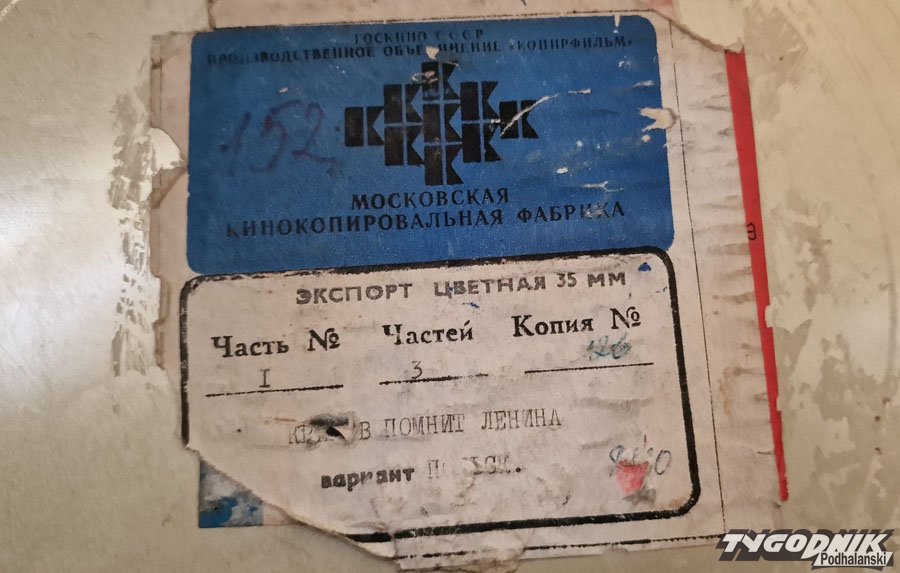 ГОСКИНО СССР
ПРОИЗВОДСТВЕННОЕ ОБЪЕДИНЕНИЕ «КОПИРФИЛЬМ»
152
МОСКОВСКАЯ
КИНОКОПИРОВАЛЬНАЯ ФАБРИКА
ЭКСПОРТ ЦВЕТНАЯ 35 ММ
Часть № Частей Копия №
I 3
В ПОМНИТ ЛЕНИНА
вариант
TYGODNIK
Podhalański